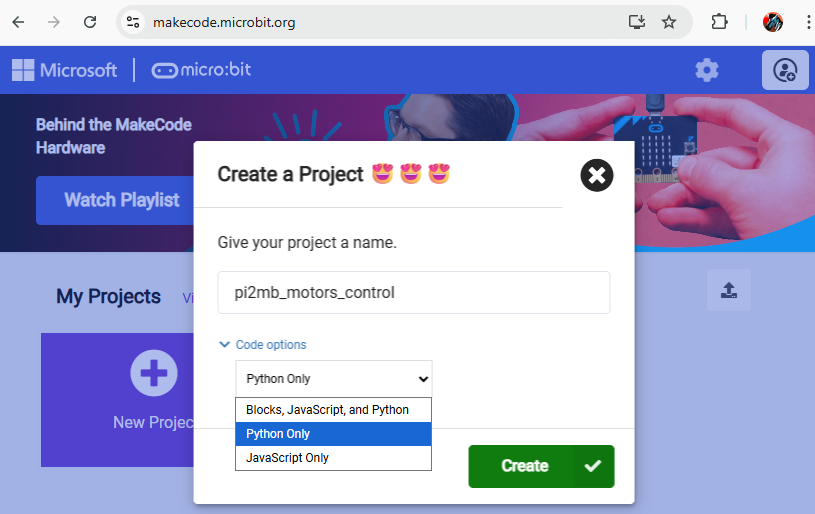 makecode.microbit.org
Microsoft
micro:bit
Behind the MakeCode
Hardware
Watch Playlist
Create a Project 😍 😍 😍
Give your project a name.
pi2mb_motors_control
My Projects
Vi
Code options
Python Only
Blocks, JavaScript, and Python
Python Only
JavaScript Only
New Projec
Create